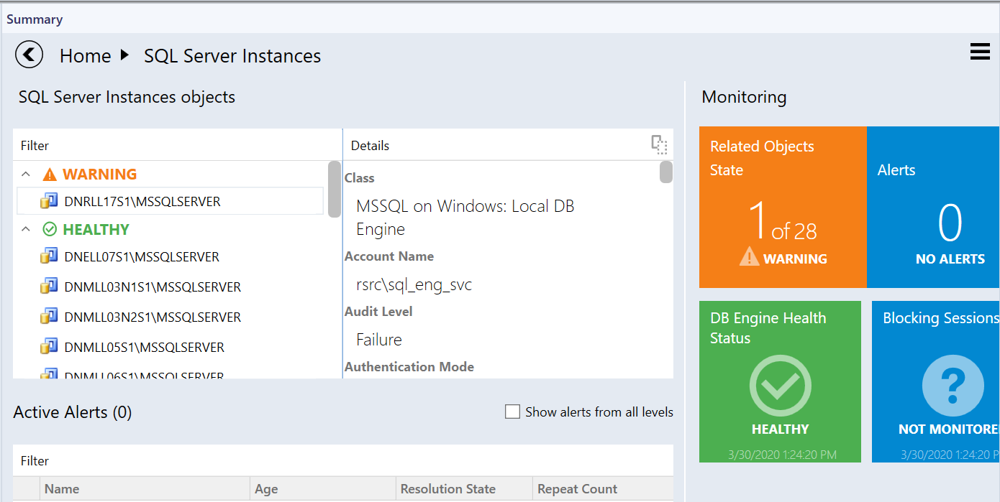 Summary
Home SQL Server Instances
SQL Server Instances objects
Filter
WARNING
DNRLL17S1\MSSQLSERVER
HEALTHY
DNELL07S1\MSSQLSERVER
DNMLL03N1S1\MSSQLSERVER
DNMLL03N2S1\MSSQLSERVER
DNMLL05S1\MSSQLSERVER
DNMLL06S1\MSSQLSERVER
Details
Class
MSSQL on Windows: Local DB
Engine
Account Name
rsrc\sql_eng_svc
Audit Level
Failure
Authentication Mode
Active Alerts (0)
Show alerts from all levels
Filter
Name Age Resolution State Repeat Count
Monitoring
Related Objects
State
1 of 28
WARNING
Alerts
0
NO ALERTS
DB Engine Health
Status
HEALTHY
3/30/2020 1:24:20 PM
Blocking Sessions
?
NOT MONITORE
3/30/2020 1:24:20 P